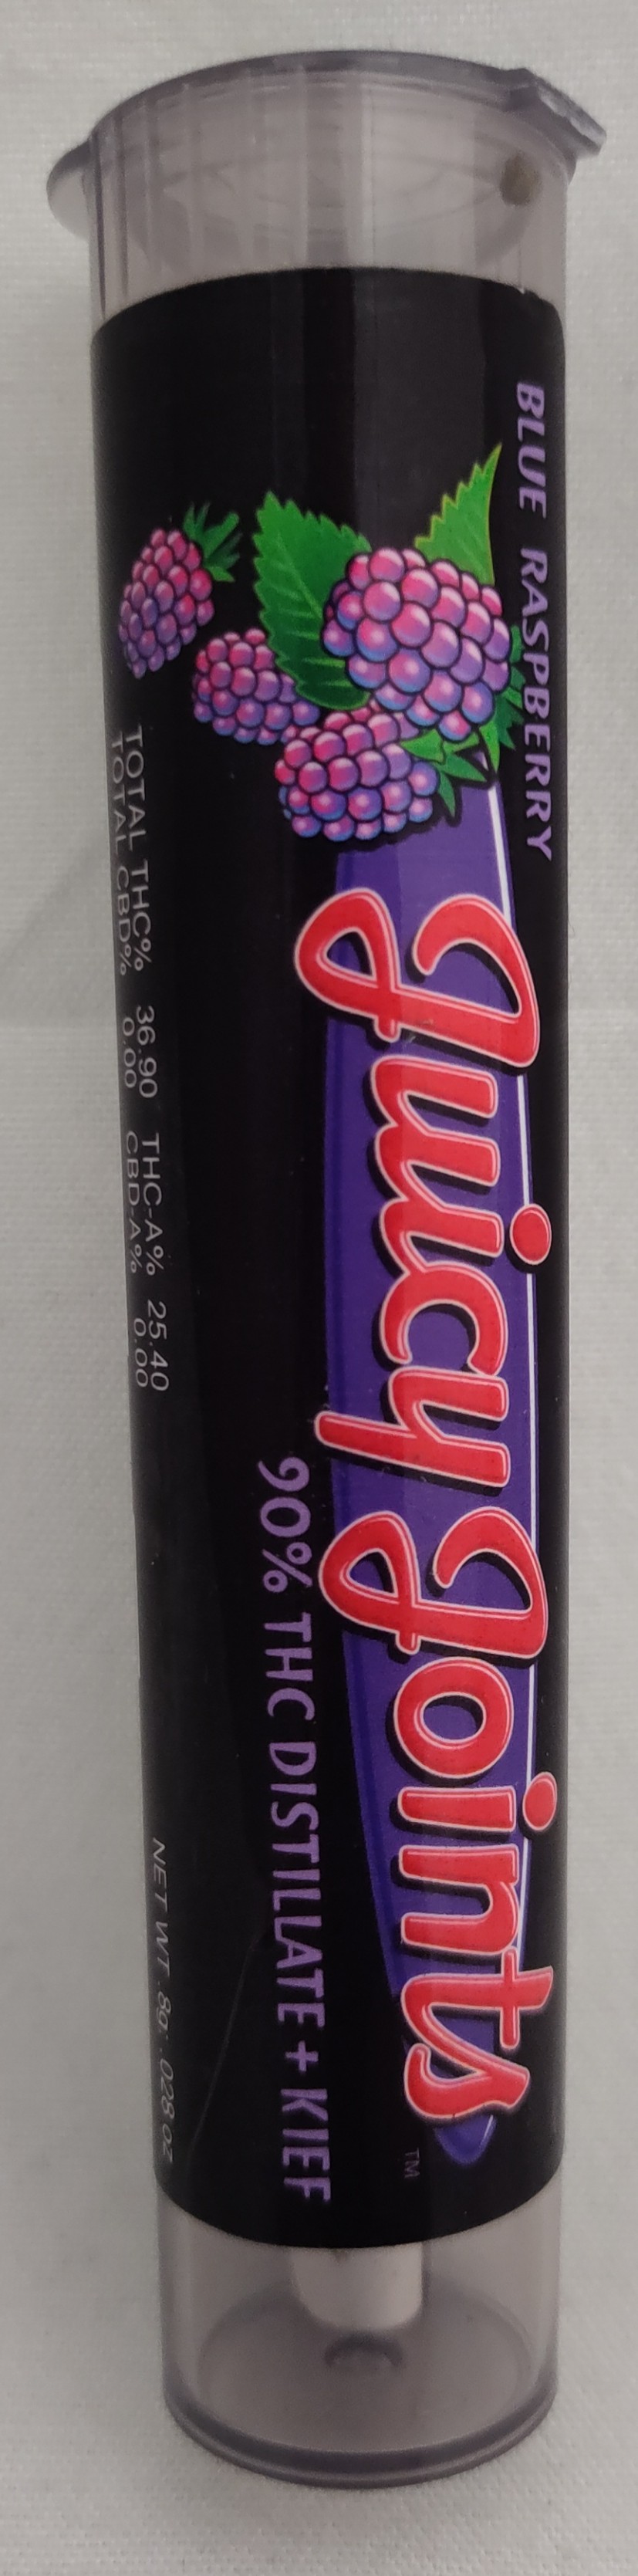 BLUE RASPBERRY
Juicy Joints
TM
90% THC DISTILLATE + KIEF
TOTAL THC% 36.90 THC-A% 25.40
TOTAL CBD% 0.00 CBD-A% 0.00
NET WT .8g; .028 oz